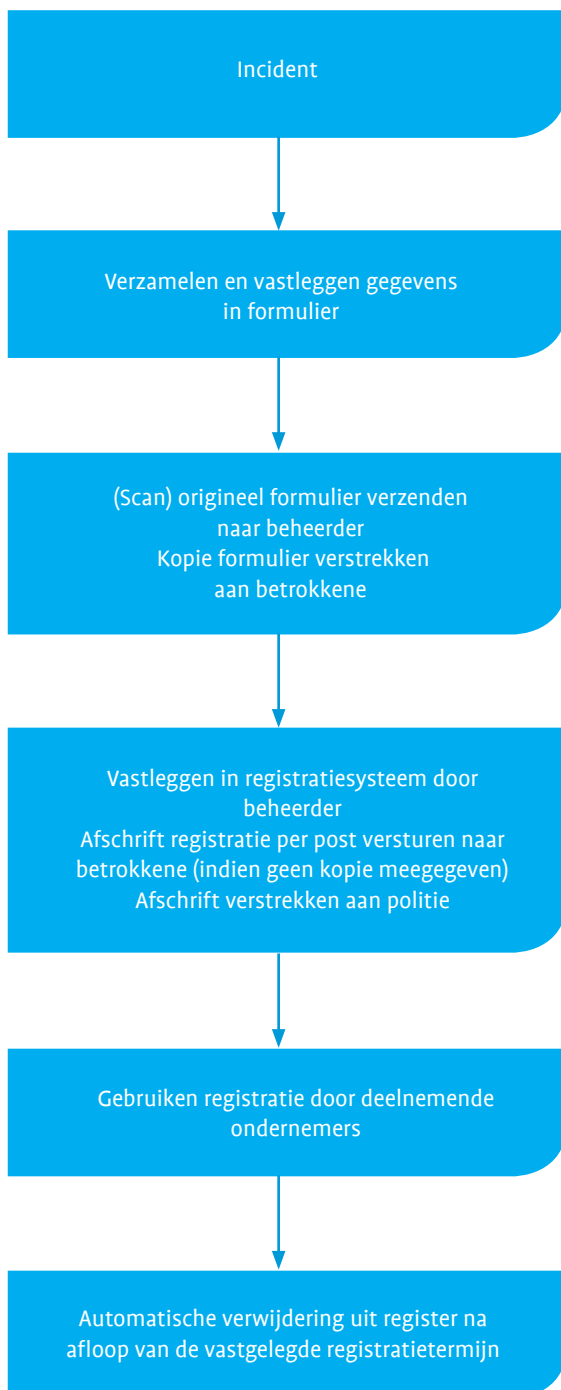 Incident
Verzamelen en vastleggen gegevens
in formulier
(Scan) origineel formulier verzenden
naar beheerder
Kopie formulier verstrekken
aan betrokkene
Vastleggen in registratiesysteem door
beheerder
Afschrift registratie per post versturen naar
betrokkene (indien geen kopie meegegeven)
Afschrift verstrekken aan politie
Gebruiken registratie door deelnemende
ondernemers
Automatische verwijdering uit register na
afloop van de vastgelegde registratietermijn